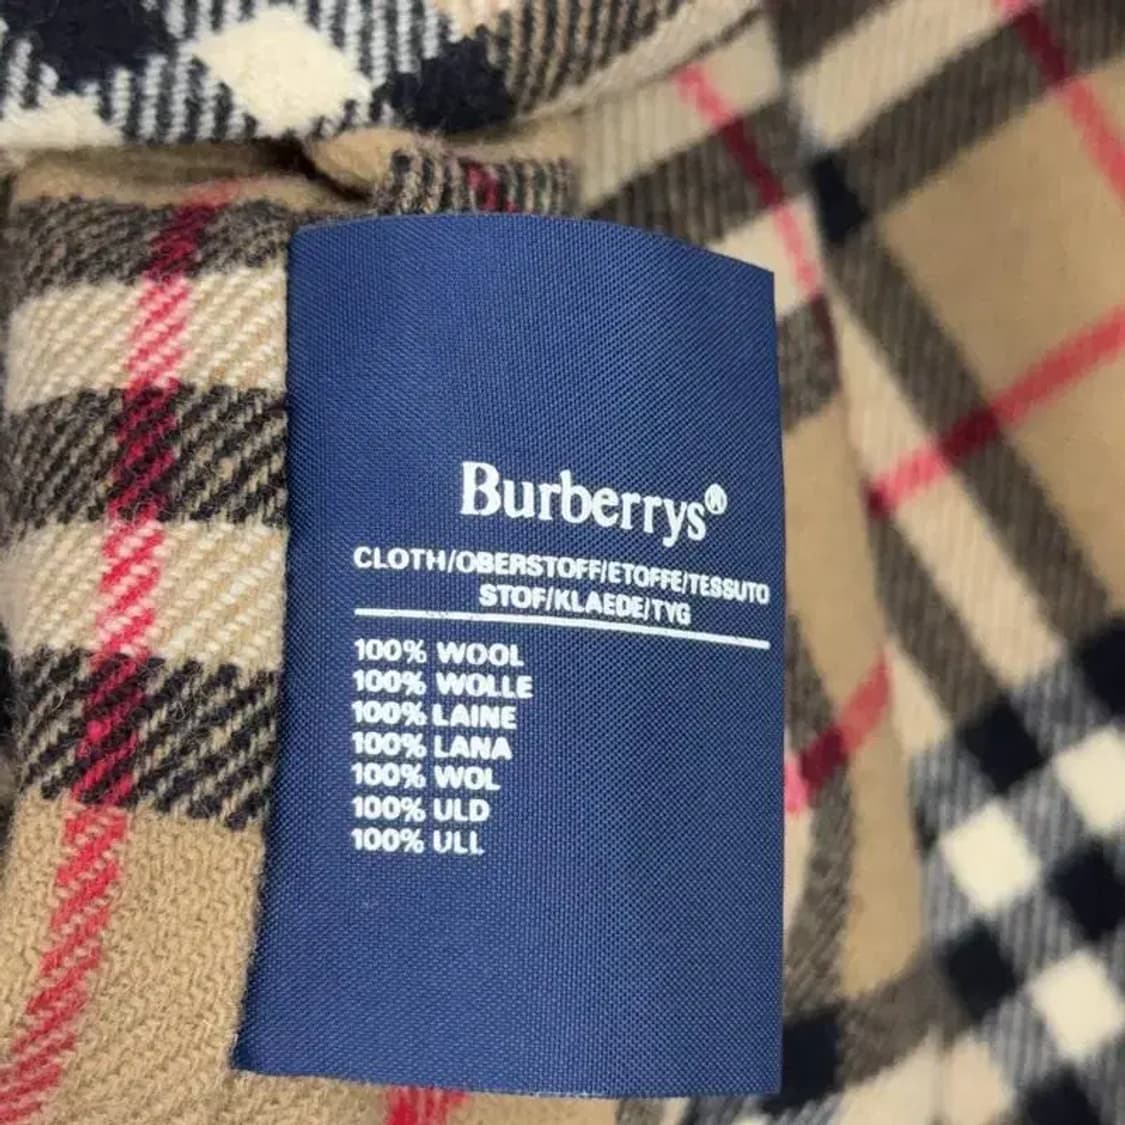 Burberrys®
CLOTH/OBERSTOFF/ETOFFE/TESSUTO
STOF/KLAEDE/TYG
100% WOOL
100% WOLLE
100% LAINE
100% LANA
100% WOL
100% ULD
100% ULL